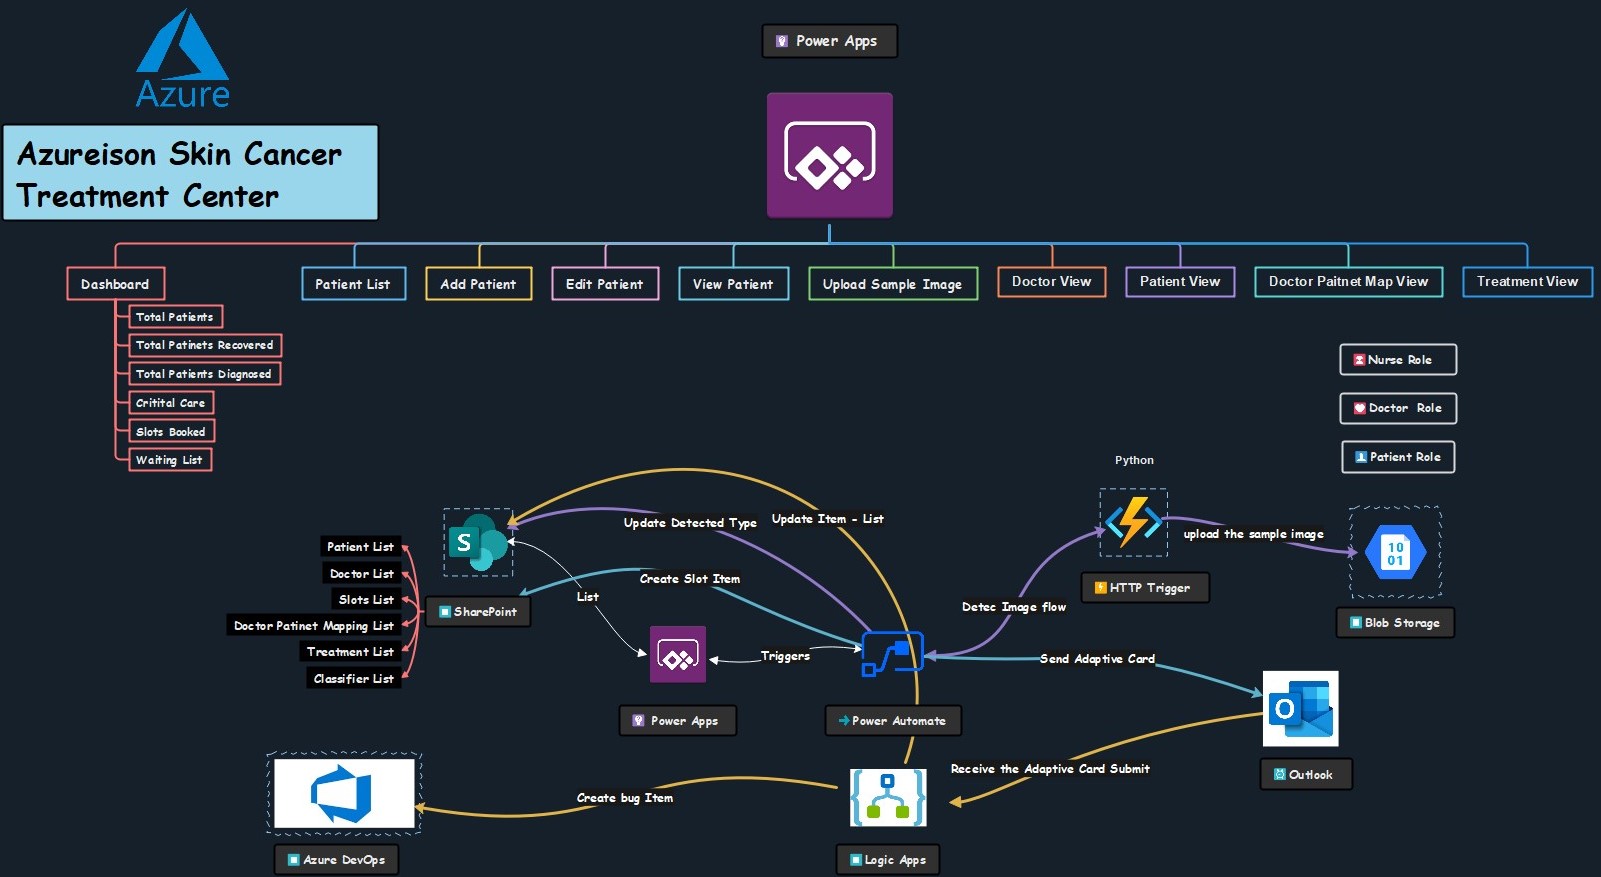 Azure
Power Apps
Azureison Skin Cancer
Treatment Center
Dashboard
Patient List
Add Patient
Edit Patient
View Patient
Upload Sample Image
Doctor View
Patient View
Doctor Paitnet Map View
Treatment View
Total Patients
Total Patinets Recovered
Total Patients Diagnosed
Critital Care
Slots Booked
Waiting List
Nurse Role
Doctor Role
Patient Role
Python
Update Detected Type
Update Item - List
upload the sample image
S
10
01
Patient List
Doctor List
Slots List
Doctor Patinet Mapping List
Treatment List
Classifier List
SharePoint
Create Slot Item
List
HTTP Trigger
Detec Image flow
Blob Storage
Triggers
Send Adaptive Card
Power Apps
Power Automate
O
Receive the Adaptive Card Submit
Outlook
Create bug Item
Azure DevOps
Logic Apps